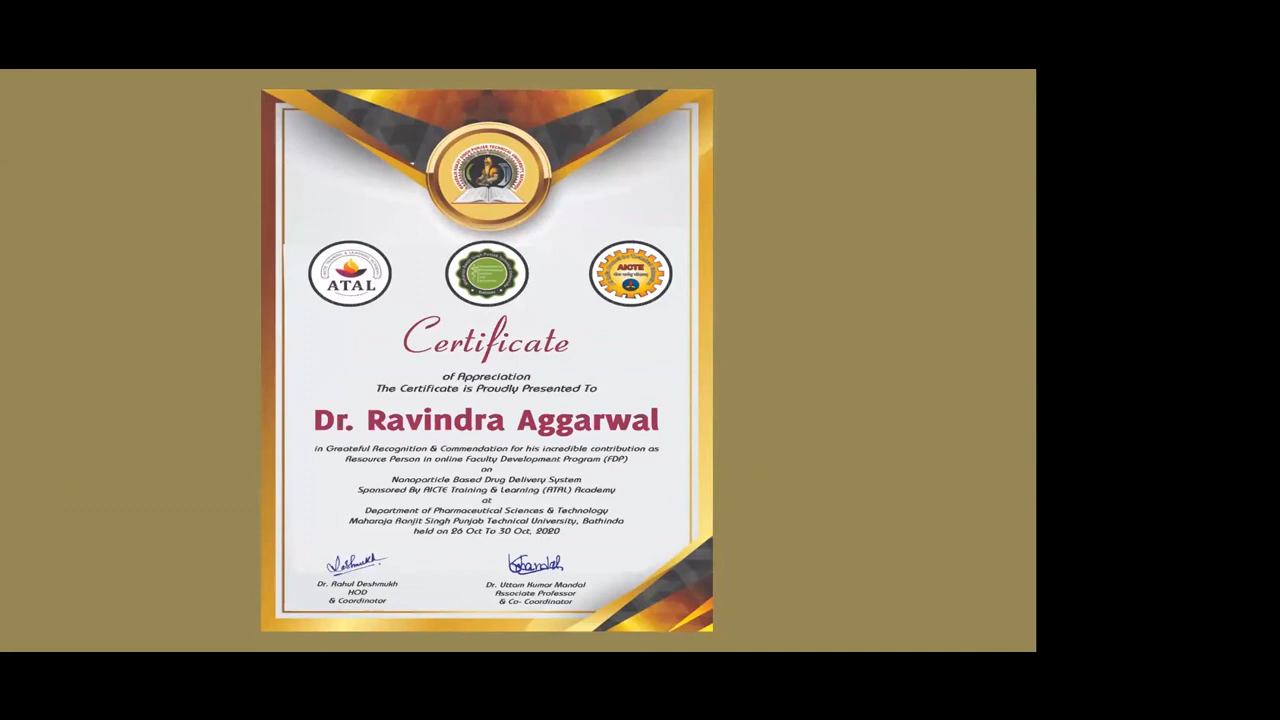 ATAL
AICTE
Certificate
of Appreciation
The Certificate is Proudly Presented To
Dr. Ravindra Aggarwal
in Greateful Recognition & Commendation for his incredible contribution as
Resource Person in online Faculty Development Program (FDP)
on
Nanoparticle Based Drug Delivery System
Sponsored By AICTE Training & Learning (ATAL) Academy
at
Department of Pharmaceutical Sciences & Technology
Maharaja Ranjit Singh Punjab Technical University, Bathinda
held on 26 Oct To 30 Oct, 2020
Dr. Rahul Deshmukh
HOD
& Coordinator
Dr. Uttam Kumar Mandal
Associate Professor
& Co- Coordinator